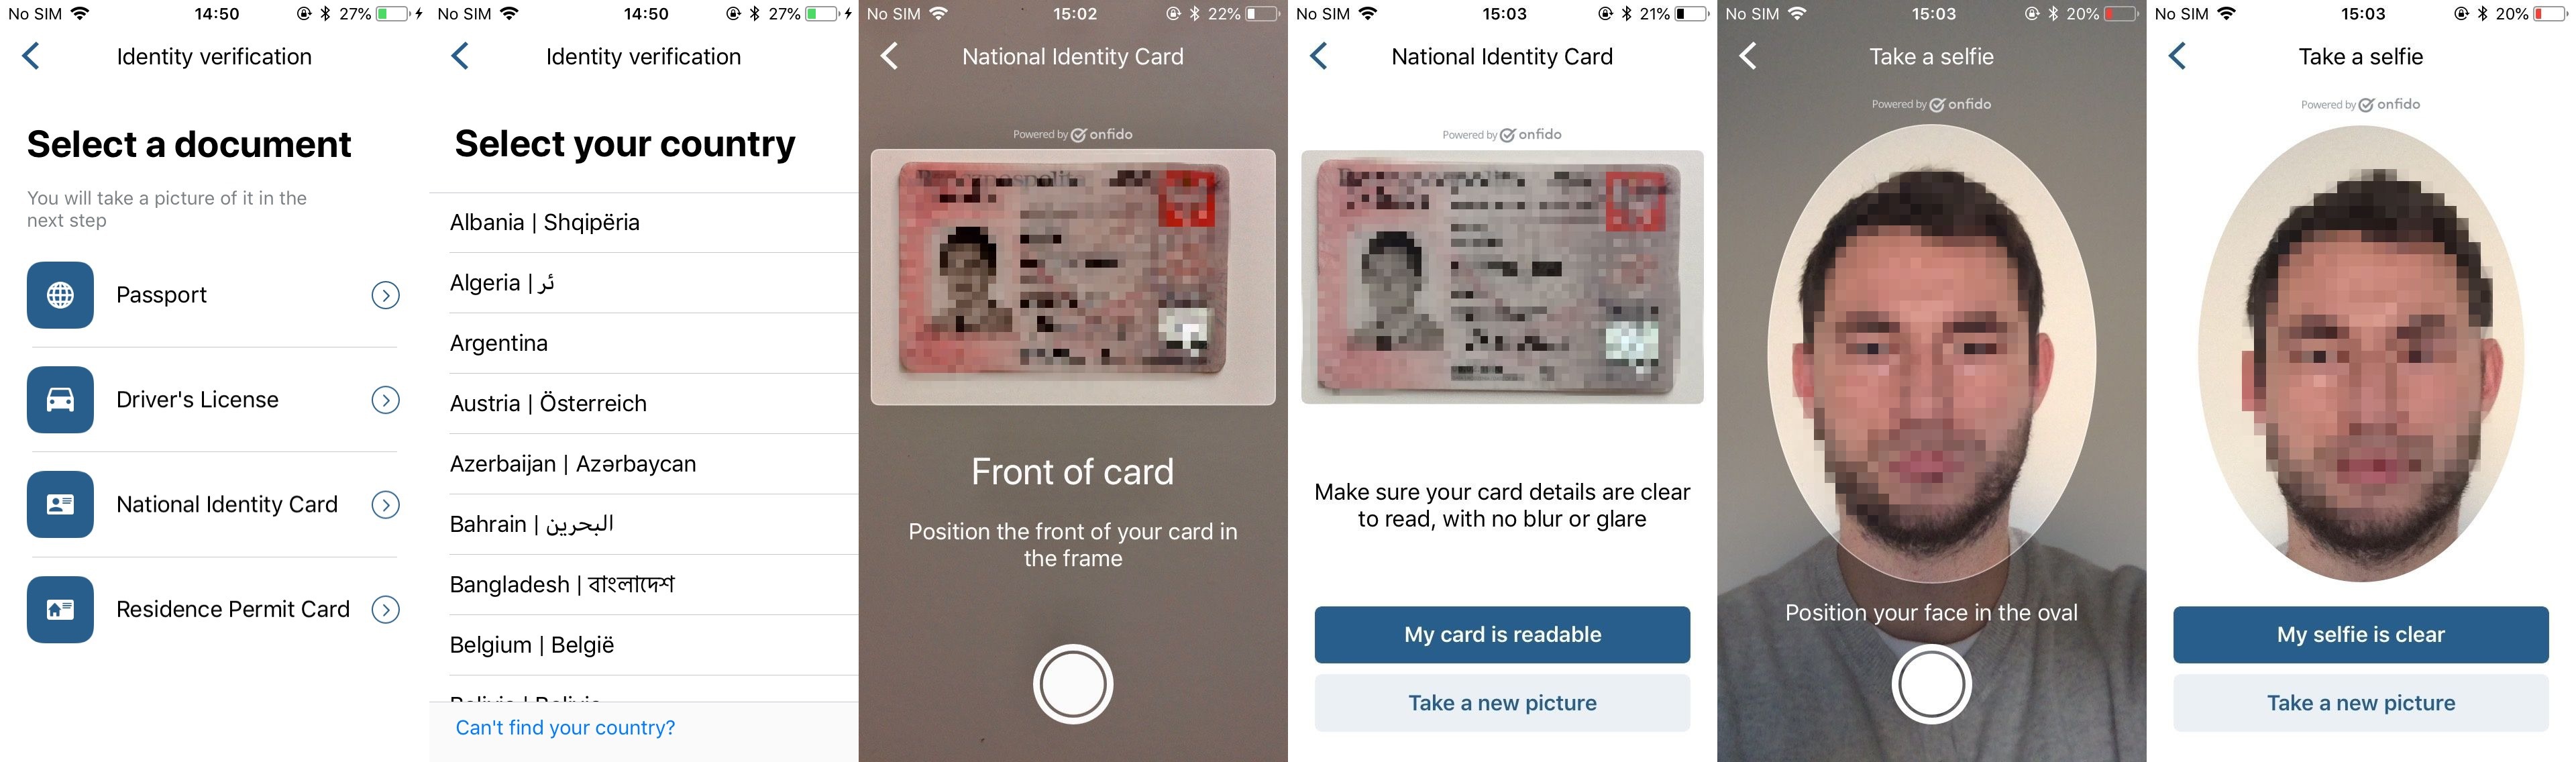 No SIM 14:50 27%
Identity verification
Select a document
You will take a picture of it in the
next step
Passport
Driver's License
National Identity Card
Residence Permit Card
No SIM 14:50 27%
Identity verification
Select your country
Albania | Shqipëria
Algeria | ئر
Argentina
Austria | Österreich
Azerbaijan | Azərbaycan
Bahrain | البحرين
Bangladesh | বাংলাদেশ
Belgium | België
Can't find your country?
No SIM 15:02 22%
National Identity Card
Powered by onfido
Front of card
Position the front of your card in
the frame
No SIM 15:03 21%
National Identity Card
Powered by onfido
Make sure your card details are clear
to read, with no blur or glare
My card is readable
Take a new picture
No SIM 15:03 20%
Take a selfie
Powered by onfido
Position your face in the oval
No SIM 15:03 20%
Take a selfie
Powered by onfido
My selfie is clear
Take a new picture